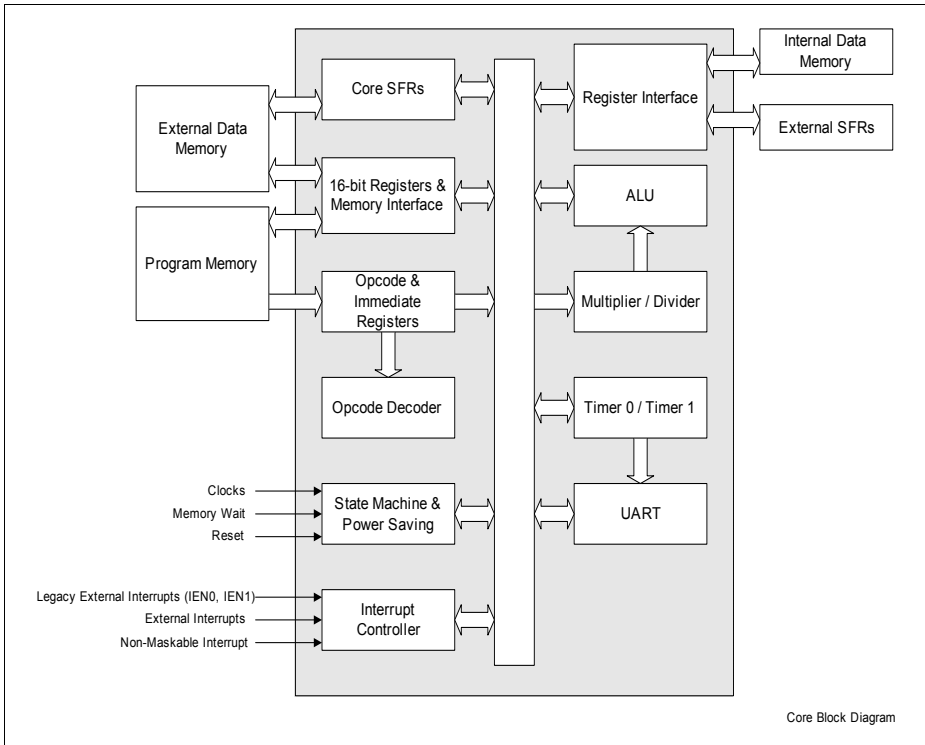 Internal Data
Memory
Core SFRs
Register Interface
External Data
Memory
External SFRs
16-bit Registers &
Memory Interface
ALU
Program Memory
Opcode &
Immediate
Registers
Multiplier / Divider
Opcode Decoder
Timer 0 / Timer 1
Clocks
Memory Wait
Reset
State Machine &
Power Saving
UART
Legacy External Interrupts (IEN0, IEN1)
External Interrupts
Non-Maskable Interrupt
Interrupt
Controller
Core Block Diagram